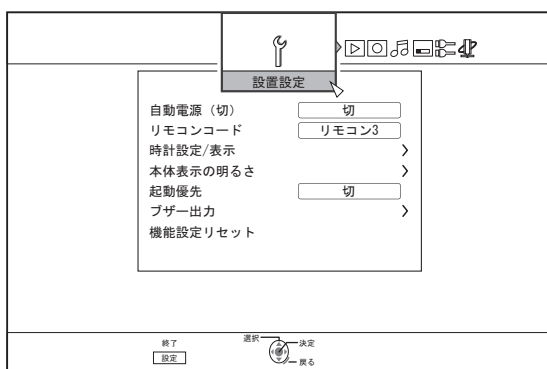 設置設定
自動電源（切） 切
リモコンコード リモコン3
時計設定/表示
本体表示の明るさ
起動優先 切
ブザー出力
機能設定リセット
終了
設定
選択
決定
戻る